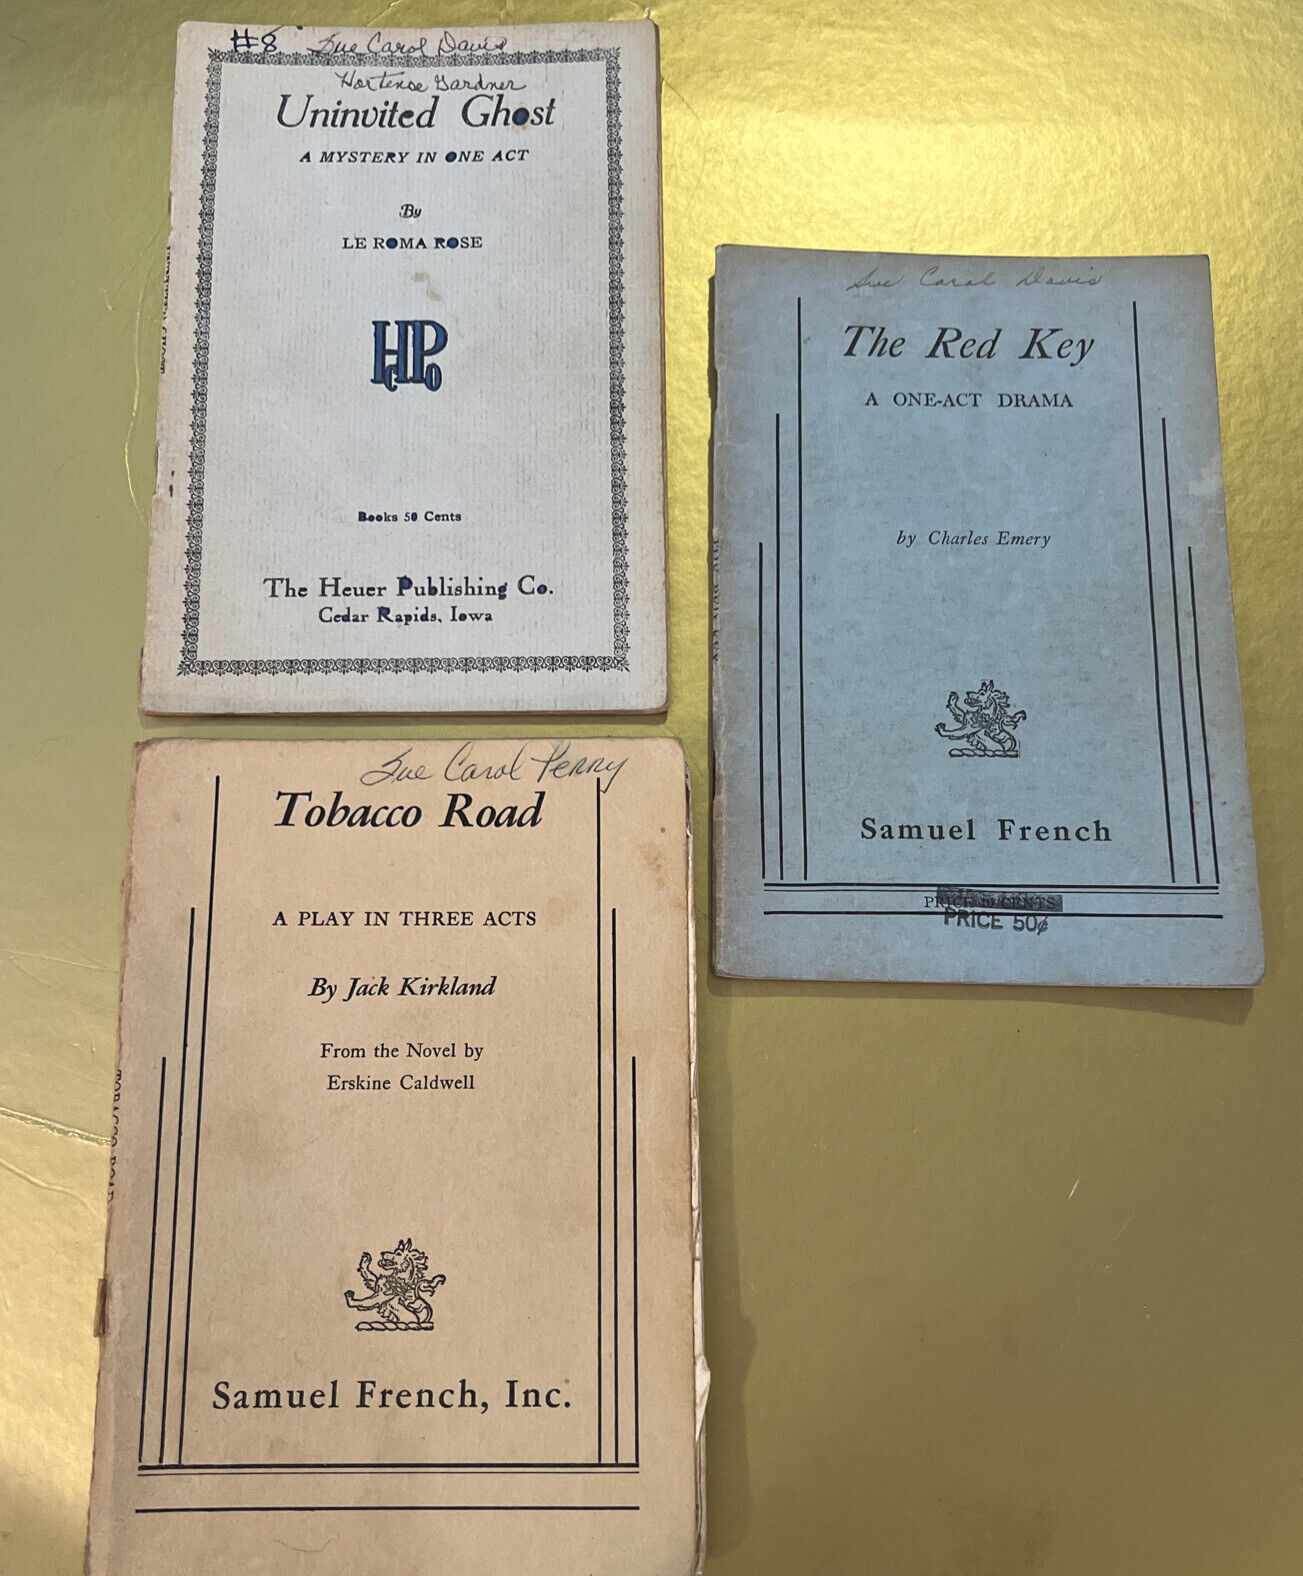 #8 Sue Carol Davis
Hortense Gardner
Uninvited Ghost
A MYSTERY IN ONE ACT
By
LE ROMA ROSE
HPCo
Books 50 Cents
The Heuer Publishing Co.
Cedar Rapids, Iowa
Sue Carol Davis
The Red Key
A ONE-ACT DRAMA
by Charles Emery
Samuel French
PRICE 50¢
Sue Carol Perry
Tobacco Road
A PLAY IN THREE ACTS
By Jack Kirkland
From the Novel by
Erskine Caldwell
Samuel French, Inc.
TOBACCO ROAD